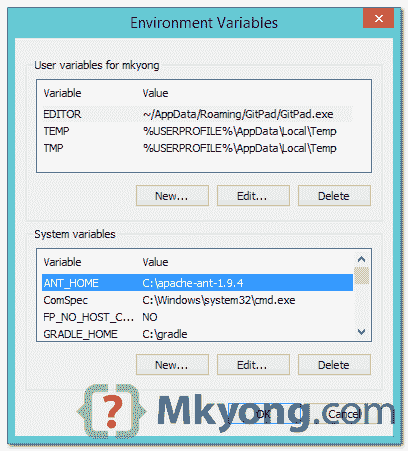 Environment Variables
User variables for mkyong
Variable Value
EDITOR ~/AppData/Roaming/GitPad/GitPad.exe
TEMP %USERPROFILE%\AppData\Local\Temp
TMP %USERPROFILE%\AppData\Local\Temp
New... Edit... Delete
System variables
Variable Value
ANT_HOME C:\apache-ant-1.9.4
ComSpec C:\Windows\system32\cmd.exe
FP_NO_HOST_C... NO
GRADLE_HOME C:\gradle
New... Edit... Delete
OK Cancel
{?} Mkyong.com